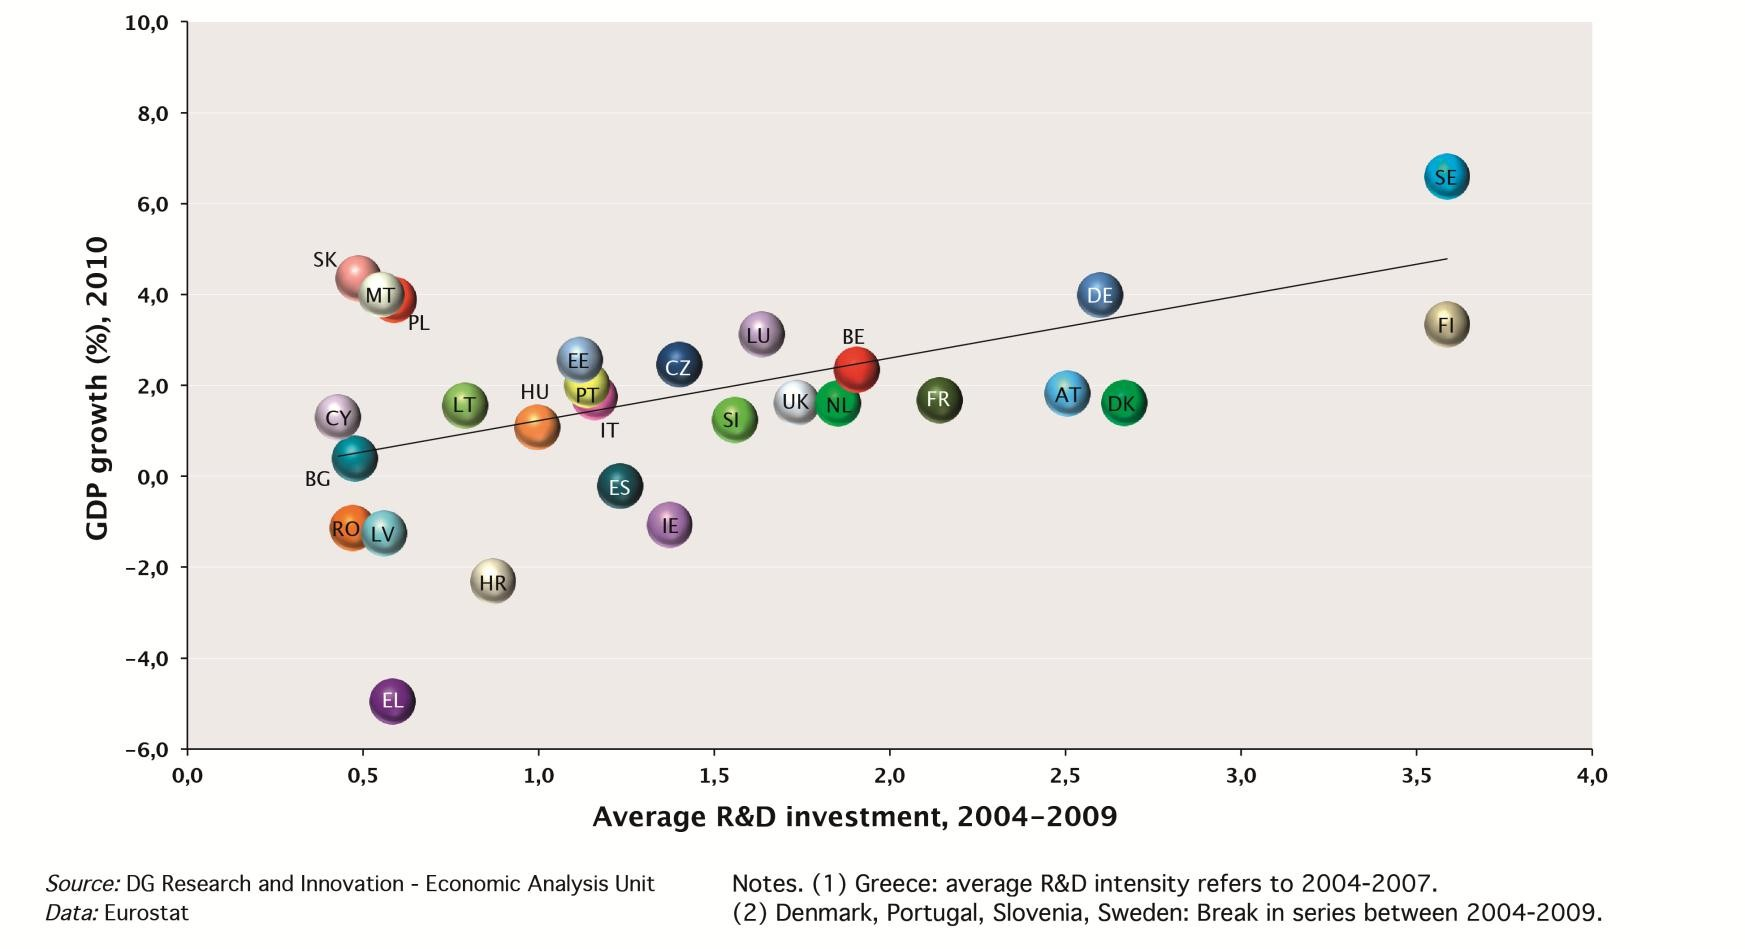 10,0
8,0
6,0
4,0
2,0
0,0
−2,0
−4,0
−6,0
GDP growth (%), 2010
SE
SK
MT
PL
DE
FI
LU
BE
EE
CZ
HU
PT
IT
LT
CY
SI
UK
NL
FR
AT
DK
BG
ES
RO
LV
IE
HR
EL
0,0 0,5 1,0 1,5 2,0 2,5 3,0 3,5 4,0
Average R&D investment, 2004−2009
Source: DG Research and Innovation - Economic Analysis Unit
Data: Eurostat
Notes. (1) Greece: average R&D intensity refers to 2004-2007.
(2) Denmark, Portugal, Slovenia, Sweden: Break in series between 2004-2009.